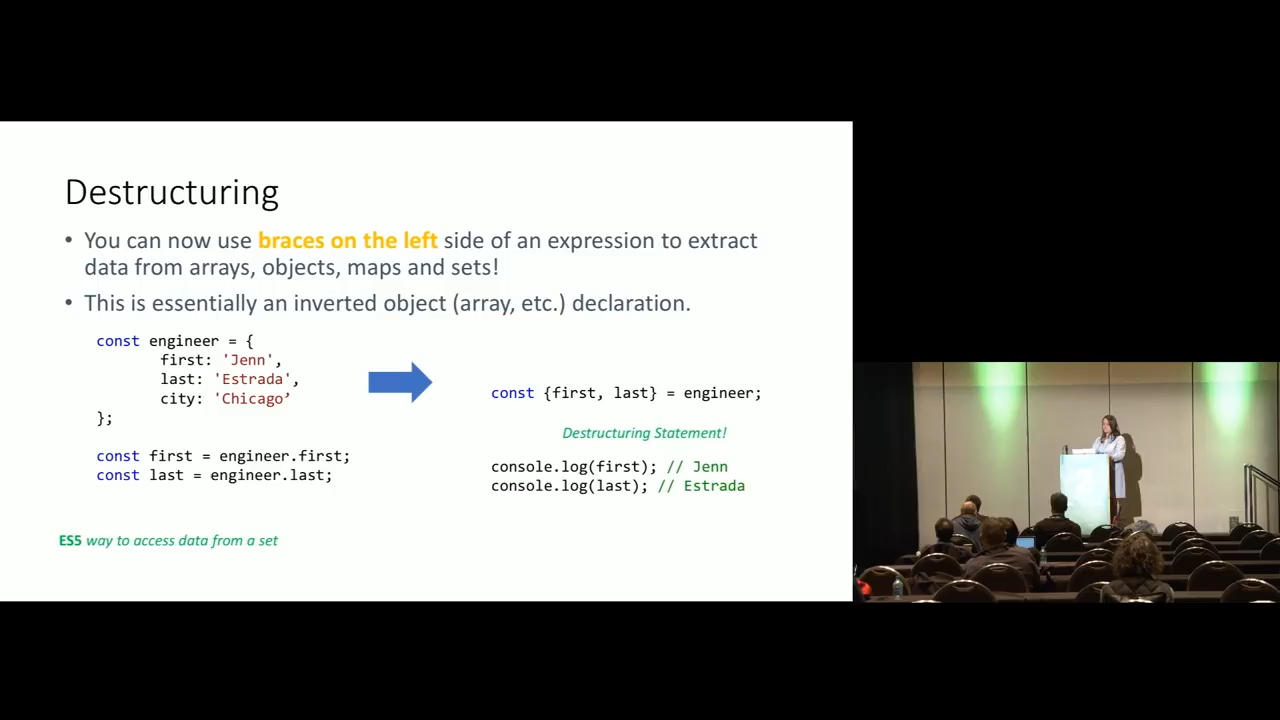 Destructuring
• You can now use braces on the left side of an expression to extract
data from arrays, objects, maps and sets!
• This is essentially an inverted object (array, etc.) declaration.
const engineer = {
first: 'Jenn',
last: 'Estrada',
city: 'Chicago’
};
const first = engineer.first;
const last = engineer.last;
ES5 way to access data from a set
const {first, last} = engineer;
Destructuring Statement!
console.log(first); // Jenn
console.log(last); // Estrada